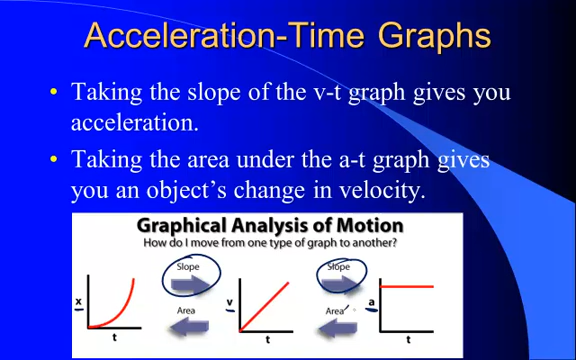 Acceleration-Time Graphs
• Taking the slope of the v-t graph gives you
acceleration.
• Taking the area under the a-t graph gives
you an object's change in velocity.
Graphical Analysis of Motion
How do I move from one type of graph to another?
Slope
Slope
x
Area
v
Area
a
t
t
t